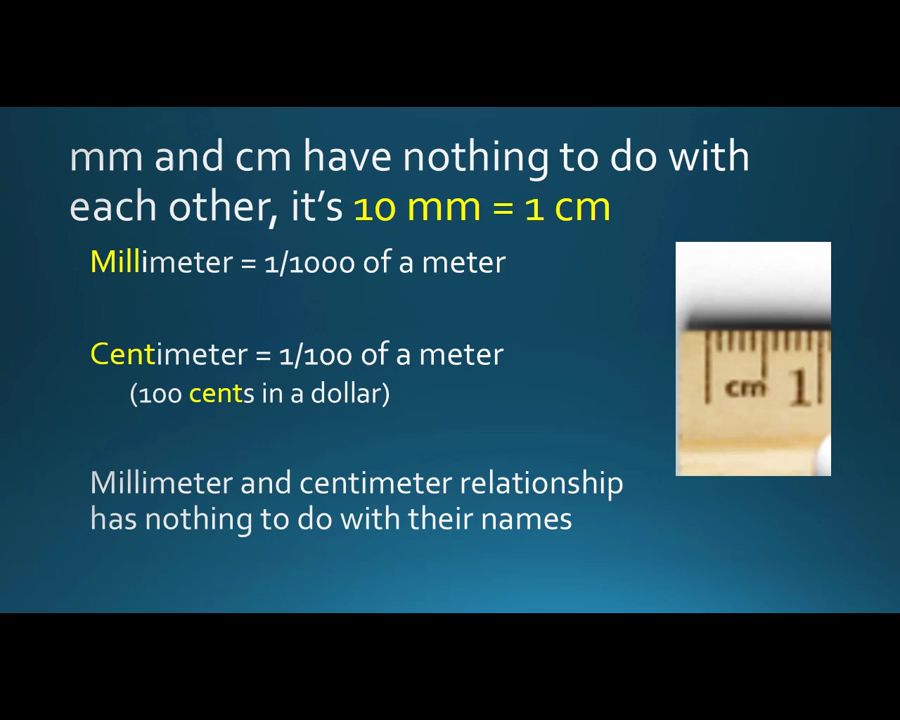 mm and cm have nothing to do with
each other, it's 10 mm = 1 cm
Millimeter = 1/1000 of a meter
Centimeter = 1/100 of a meter
(100 cents in a dollar)
cm 1
Millimeter and centimeter relationship
has nothing to do with their names